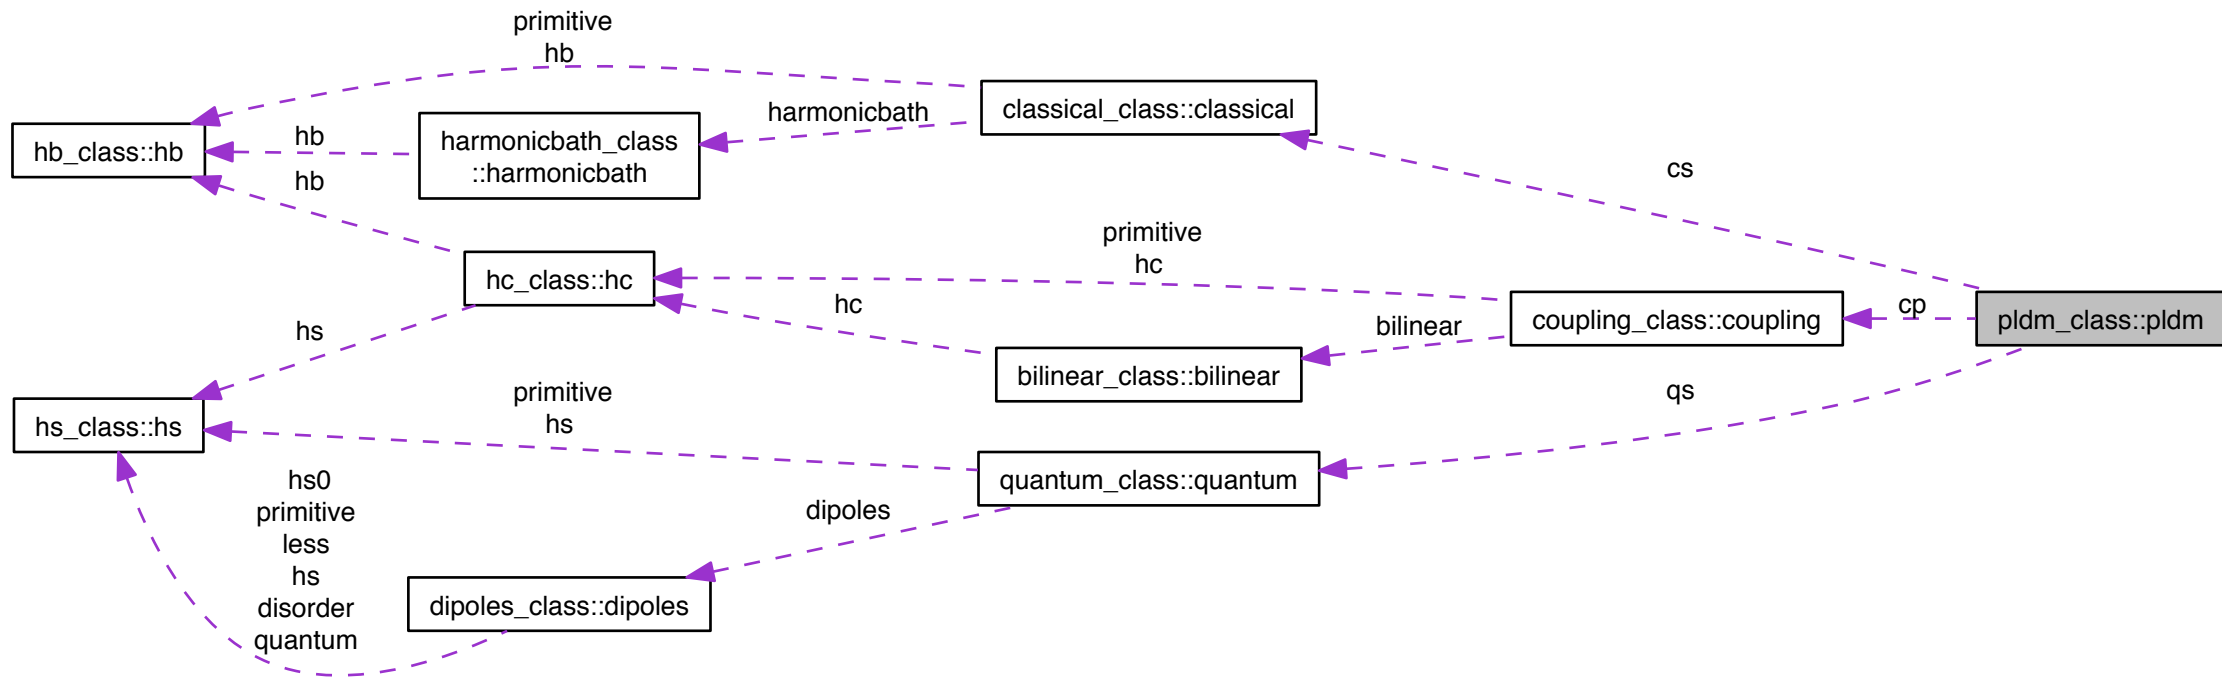 primitive
hb
classical_class::classical
harmonicbath
hb_class::hb
hb
harmonicbath_class
::harmonicbath
hb
cs
primitive
hc
hc_class::hc
hc
hs
bilinear
coupling_class::coupling
cp
pldm_class::pldm
bilinear_class::bilinear
qs
primitive
hs
hs_class::hs
quantum_class::quantum
dipoles
hs0
primitive
less
hs
disorder
quantum
dipoles_class::dipoles